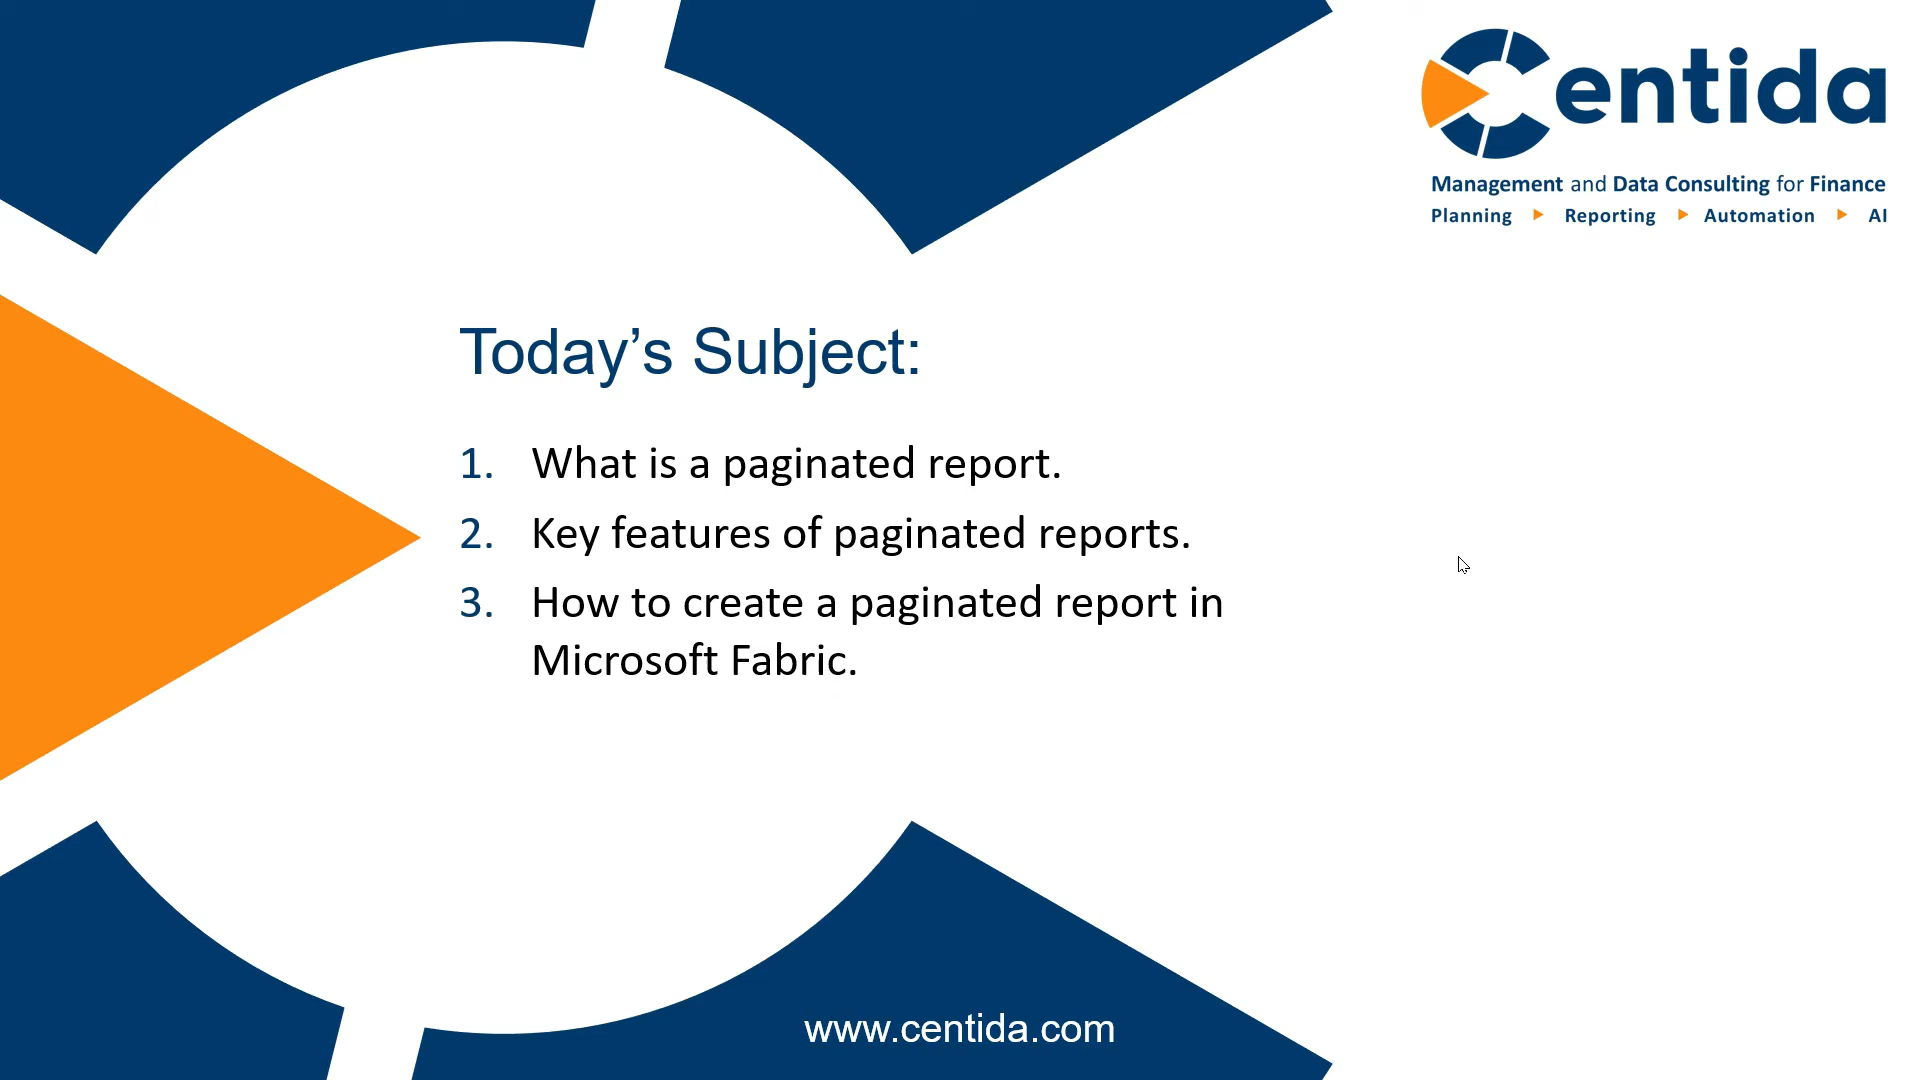 Centida
Management and Data Consulting for Finance
Planning Reporting Automation AI
Today’s Subject:
1. What is a paginated report.
2. Key features of paginated reports.
3. How to create a paginated report in
Microsoft Fabric.
www.centida.com